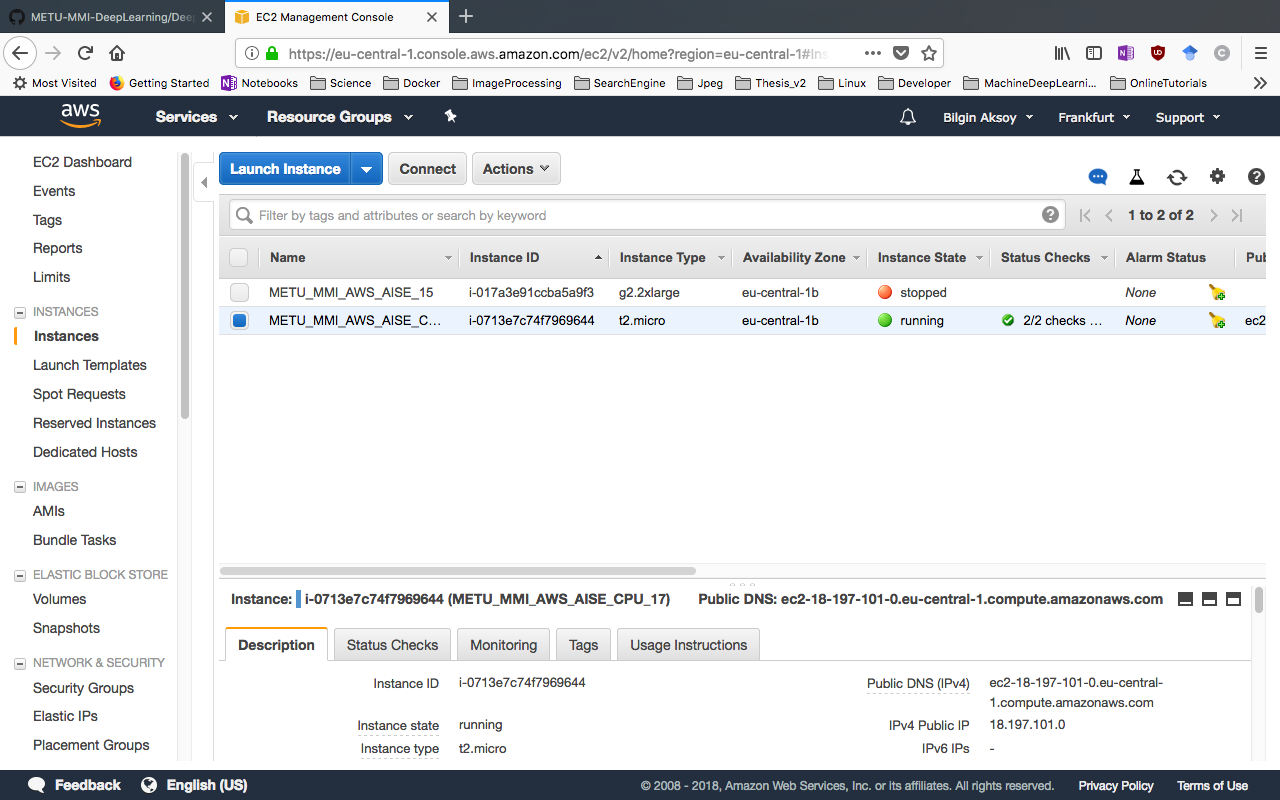 METU-MMI-DeepLearning/Dee
EC2 Management Console
https://eu-central-1.console.aws.amazon.com/ec2/v2/home?region=eu-central-1#Ins
Most Visited Getting Started Notebooks Science Docker ImageProcessing SearchEngine Jpeg Thesis_v2 Linux Developer MachineDeepLearni... OnlineTutorials
aws Services Resource Groups Bilgin Aksoy Frankfurt Support
EC2 Dashboard
Events
Tags
Reports
Limits
INSTANCES
Instances
Launch Templates
Spot Requests
Reserved Instances
Dedicated Hosts
IMAGES
AMIs
Bundle Tasks
ELASTIC BLOCK STORE
Volumes
Snapshots
NETWORK & SECURITY
Security Groups
Elastic IPs
Placement Groups
Launch Instance Connect Actions
Filter by tags and attributes or search by keyword 1 to 2 of 2
Name Instance ID Instance Type Availability Zone Instance State Status Checks Alarm Status Pub
METU_MMI_AWS_AISE_15 i-017a3e91ccba5a9f3 g2.2xlarge eu-central-1b stopped None
METU_MMI_AWS_AISE_C... i-0713e7c74f7969644 t2.micro eu-central-1b running 2/2 checks ... None ec2
Instance: i-0713e7c74f7969644 (METU_MMI_AWS_AISE_CPU_17) Public DNS: ec2-18-197-101-0.eu-central-1.compute.amazonaws.com
Description Status Checks Monitoring Tags Usage Instructions
Instance ID i-0713e7c74f7969644 Public DNS (IPv4) ec2-18-197-101-0.eu-central-
1.compute.amazonaws.com
Instance state running IPv4 Public IP 18.197.101.0
Instance type t2.micro IPv6 IPs -
Feedback English (US) © 2008 - 2018, Amazon Web Services, Inc. or its affiliates. All rights reserved. Privacy Policy Terms of Use